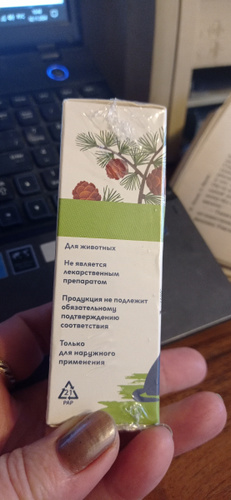 Для животных
Не является
лекарственным
препаратом
Продукция не подлежит
обязательному
подтверждению
соответствия
Только
для наружного
применения
21
PAP